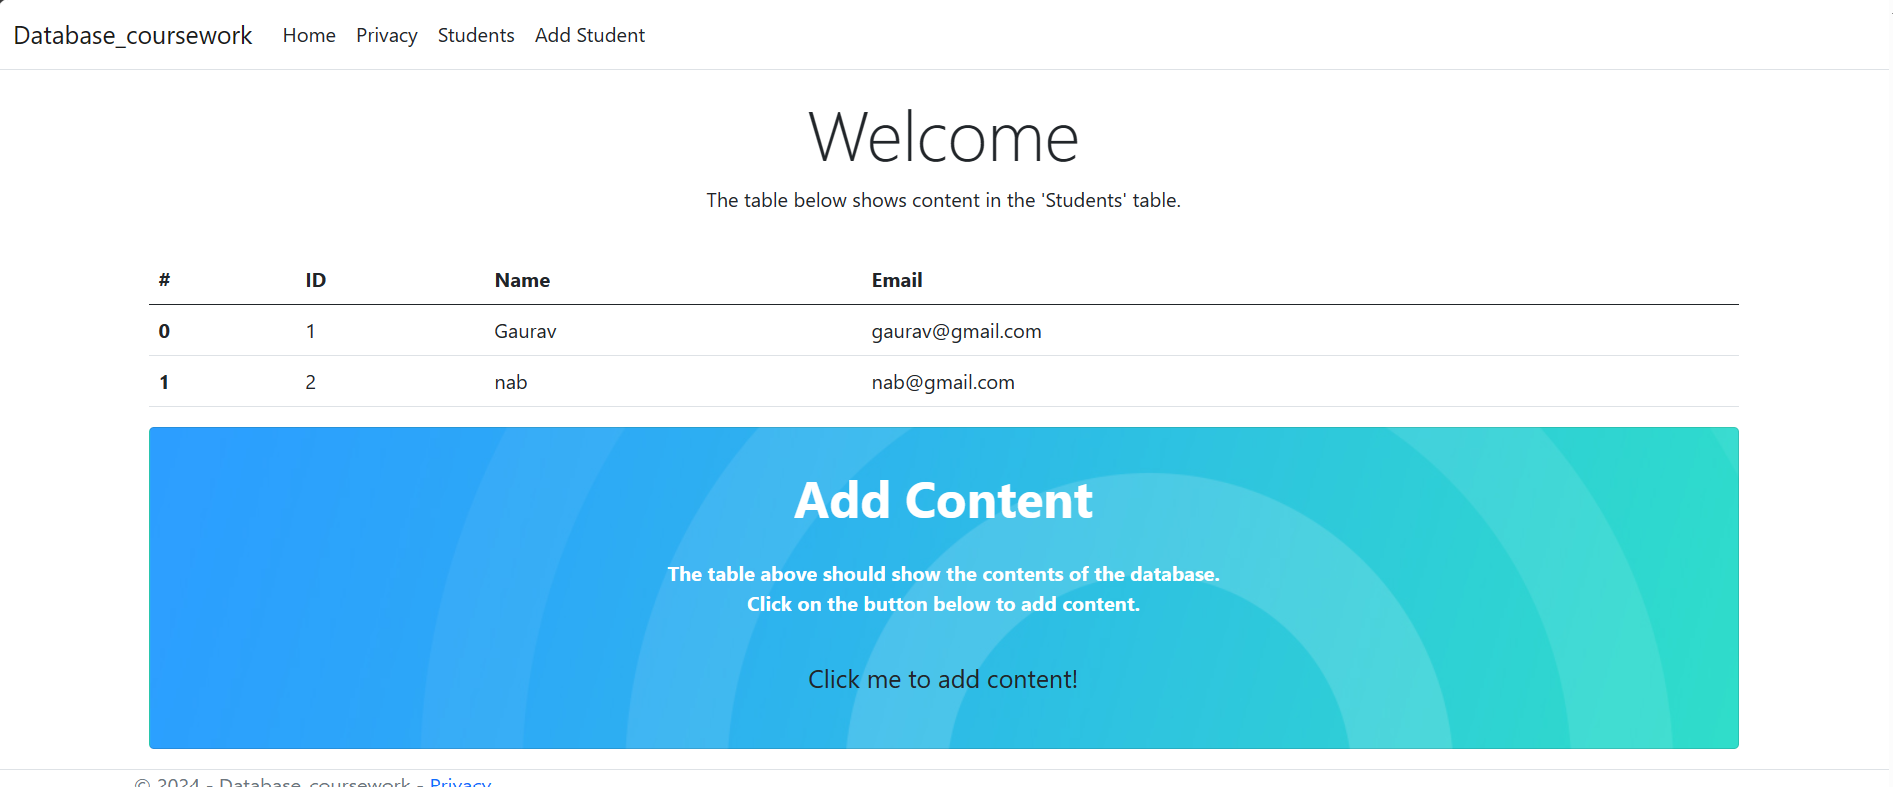 Database_coursework Home Privacy Students Add Student
Welcome
The table below shows content in the 'Students' table.
# ID Name Email
0 1 Gaurav gaurav@gmail.com
1 2 nab nab@gmail.com
Add Content
The table above should show the contents of the database.
Click on the button below to add content.
Click me to add content!
© 2024 - Database_coursework - Privacy